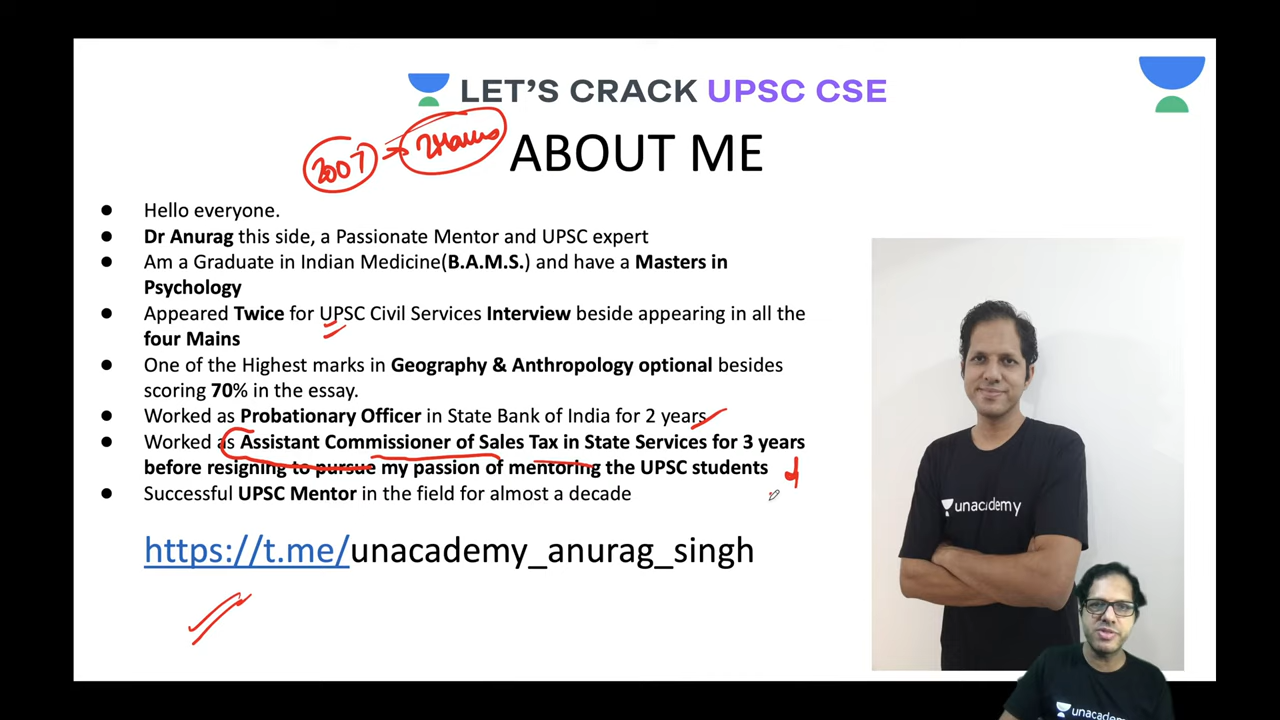 LET'S CRACK UPSC CSE
2007
ABOUT ME
● Hello everyone.
● Dr Anurag this side, a Passionate Mentor and UPSC expert
● Am a Graduate in Indian Medicine(B.A.M.S.) and have a Masters in
Psychology
● Appeared Twice for UPSC Civil Services Interview beside appearing in all the
four Mains
● One of the Highest marks in Geography & Anthropology optional besides
scoring 70% in the essay.
● Worked as Probationary Officer in State Bank of India for 2 years
● Worked as Assistant Commissioner of Sales Tax in State Services for 3 years
before resigning to pursue my passion of mentoring the UPSC students
● Successful UPSC Mentor in the field for almost a decade
https://t.me/unacademy_anurag_singh
unacademy
unacademy